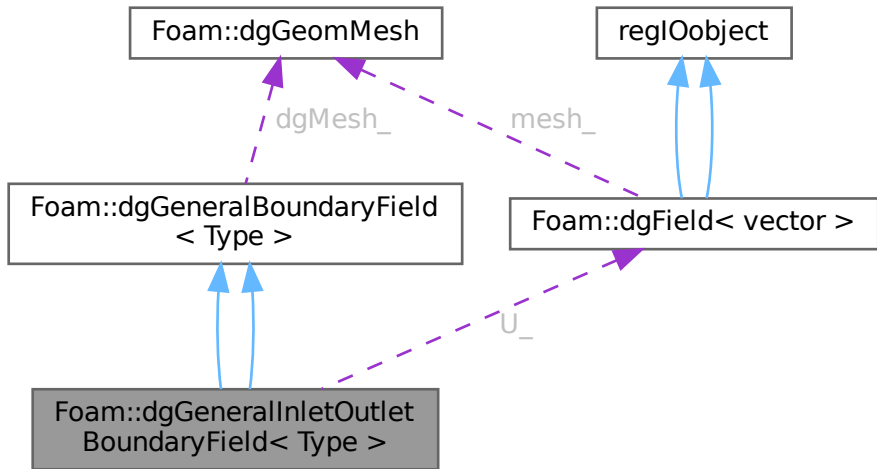 Foam::dgGeomMesh
regIOobject
dgMesh_
mesh_
Foam::dgGeneralBoundaryField
< Type >
Foam::dgField< vector >
U_
Foam::dgGeneralInletOutlet
BoundaryField< Type >